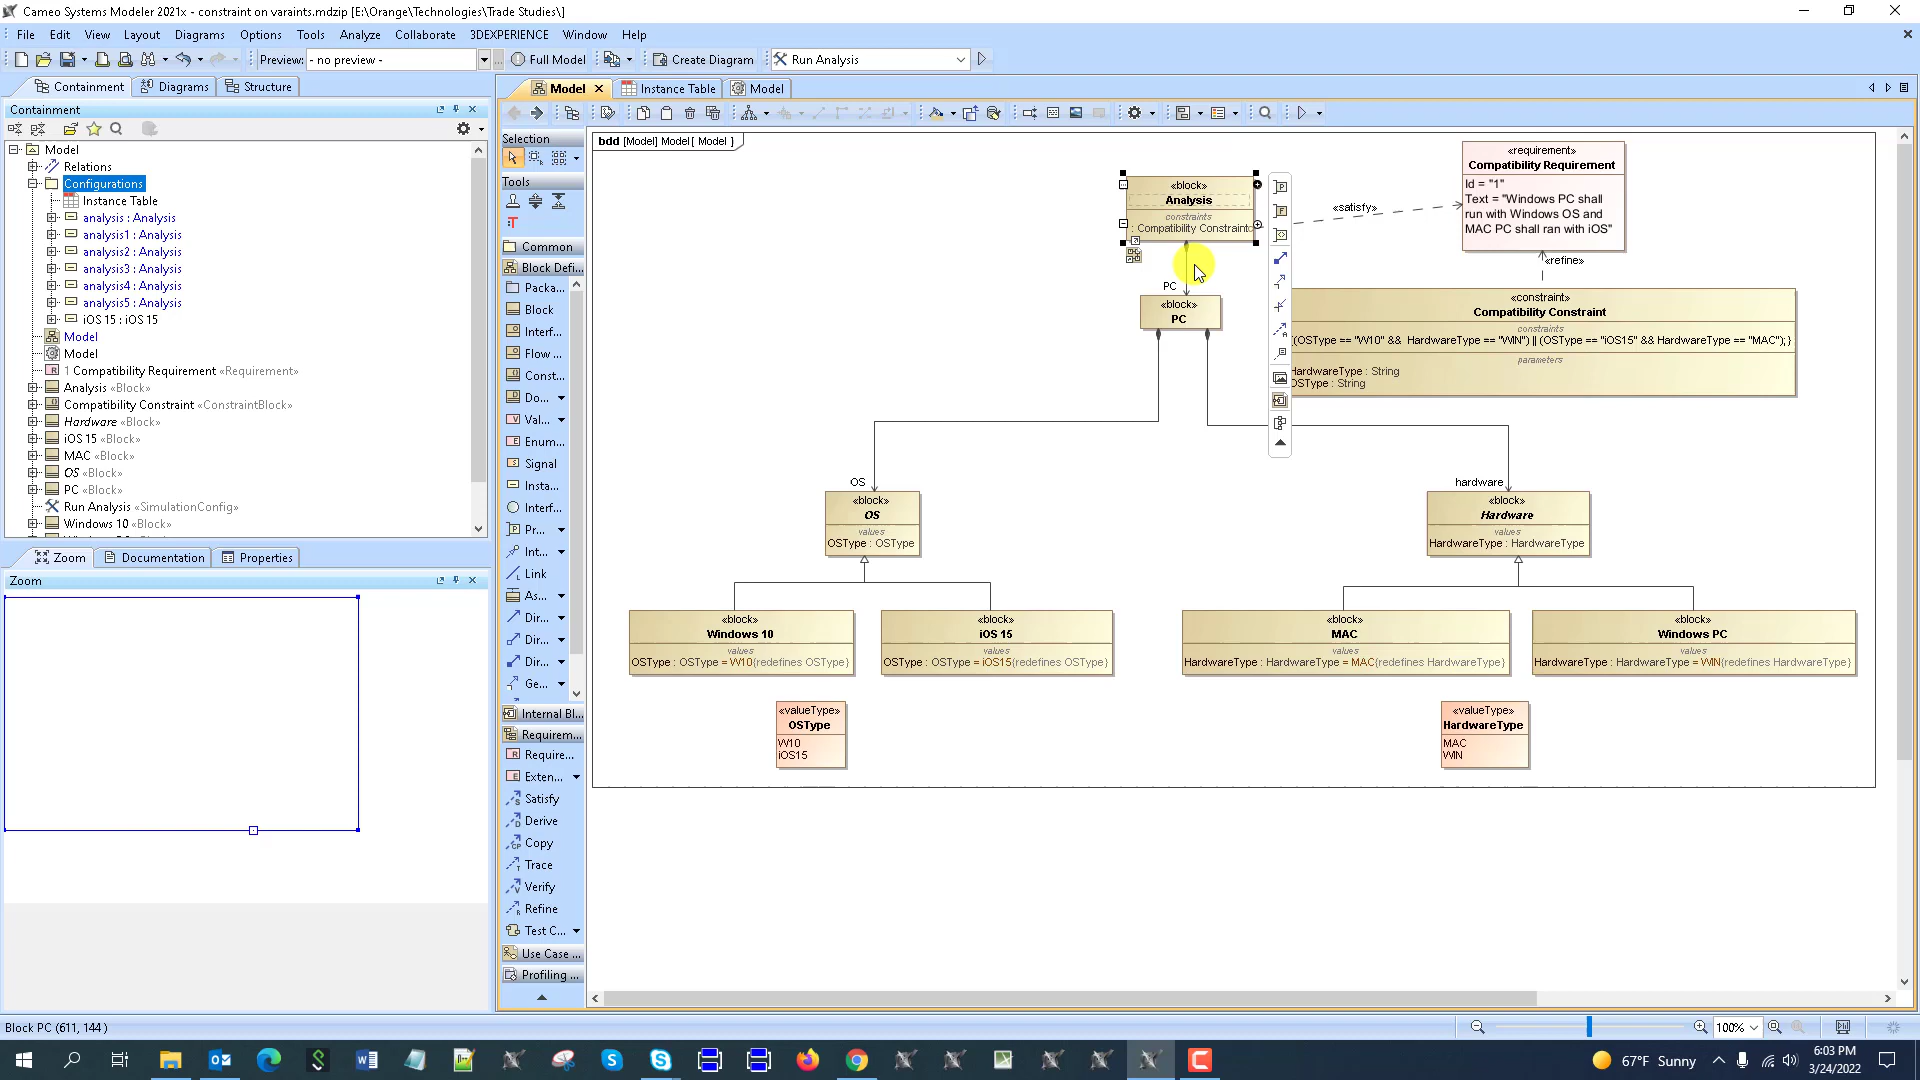 Cameo Systems Modeler 2021x - constraint on varaints.mdzip [E:\Orange\Technologies\Trade Studies\]
File Edit View Layout Diagrams Options Tools Analyze Collaborate 3DEXPERIENCE Window Help
Preview: - no preview - Full Model Create Diagram Run Analysis
Containment Diagrams Structure
Containment
Model
Relations
Configurations
Instance Table
analysis : Analysis
analysis1 : Analysis
analysis2 : Analysis
analysis3 : Analysis
analysis4 : Analysis
analysis5 : Analysis
iOS 15 : iOS 15
Model
Model
1 Compatibility Requirement «Requirement»
Analysis «Block»
Compatibility Constraint «ConstraintBlock»
Hardware «Block»
iOS 15 «Block»
MAC «Block»
OS «Block»
PC «Block»
Run Analysis «SimulationConfig»
Windows 10 «Block»
Zoom Documentation Properties
Zoom
Block PC (611, 144 )
Model Instance Table Model
Selection
Tools
Common
Block Defi...
Packa...
Block
Interf...
Flow ...
Const...
Do...
Val...
Enum...
Signal
Insta...
Interf...
Pr...
Int...
Link
As...
Dir...
Dir...
Dir...
Ge...
Internal Bl...
Requirem...
Require...
Exten...
Satisfy
Derive
Copy
Trace
Verify
Refine
Test C...
Use Case ...
Profiling ...
bdd [Model] Model[ Model ]
«block»
Analysis
constraints
: Compatibility Constraint
«satisfy»
«requirement»
Compatibility Requirement
Id = "1"
Text = "Windows PC shall
run with Windows OS and
MAC PC shall ran with iOS"
«refine»
PC
«block»
PC
«constraint»
Compatibility Constraint
constraints
{(OSType == "W10" && HardwareType == "WIN") || (OSType == "iOS15" && HardwareType == "MAC");}
parameters
HardwareType : String
OSType : String
OS
«block»
OS
values
OSType : OSType
hardware
«block»
Hardware
values
HardwareType : HardwareType
«block»
Windows 10
values
OSType : OSType = W10{redefines OSType}
«block»
iOS 15
values
OSType : OSType = iOS15{redefines OSType}
«block»
MAC
values
HardwareType : HardwareType = MAC{redefines HardwareType}
«block»
Windows PC
values
HardwareType : HardwareType = WIN{redefines HardwareType}
«valueType»
OSType
W10
iOS15
«valueType»
HardwareType
MAC
WIN
100%
67°F Sunny
6:03 PM
3/24/2022